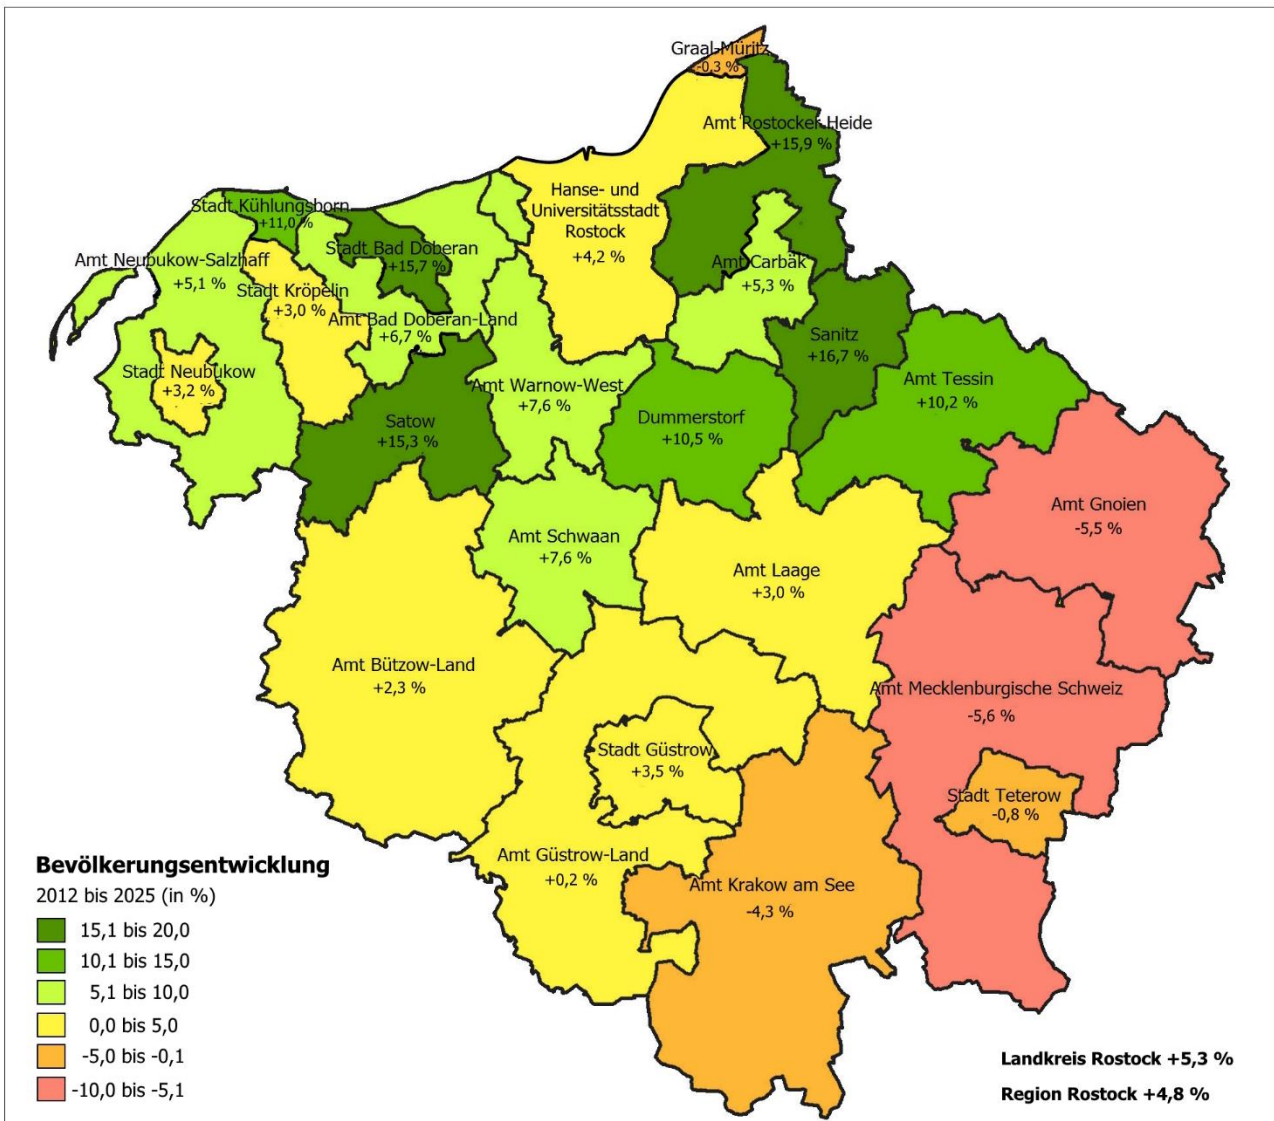 Graal-Müritz
-0,3 %
Amt Rostocker Heide
+15,9 %
Hanse- und
Universitätsstadt
Rostock
+4,2 %
Stadt Kühlungsborn
+11,0 %
Stadt Bad Doberan
+15,7 %
Amt Neubukow-Salzhaff
+5,1 %
Amt Carbäk
+5,3 %
Stadt Kröpelin
+3,0 %
Amt Bad Doberan-Land
+6,7 %
Sanitz
+16,7 %
Stadt Neubukow
+3,2 %
Amt Warnow-West
+7,6 %
Amt Tessin
+10,2 %
Satow
+15,3 %
Dummerstorf
+10,5 %
Amt Gnoien
-5,5 %
Amt Schwaan
+7,6 %
Amt Laage
+3,0 %
Amt Bützow-Land
+2,3 %
Amt Mecklenburgische Schweiz
-5,6 %
Stadt Güstrow
+3,5 %
Stadt Teterow
-0,8 %
Amt Güstrow-Land
+0,2 %
Amt Krakow am See
-4,3 %
Bevölkerungsentwicklung
2012 bis 2025 (in %)
15,1 bis 20,0
10,1 bis 15,0
5,1 bis 10,0
0,0 bis 5,0
-5,0 bis -0,1
-10,0 bis -5,1
Landkreis Rostock +5,3 %
Region Rostock +4,8 %